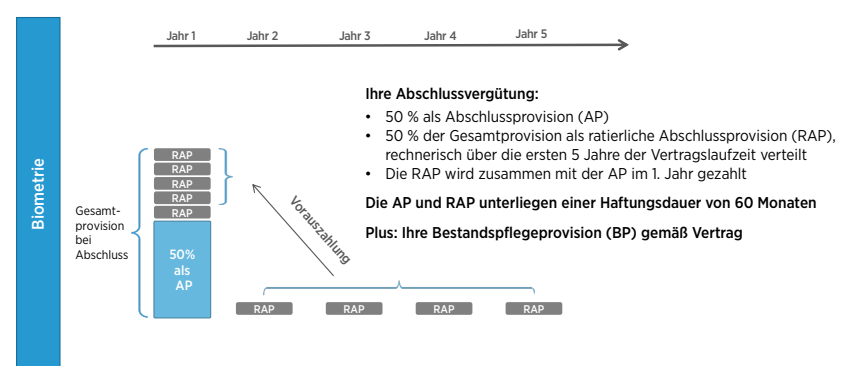 Jahr 1 Jahr 2 Jahr 3 Jahr 4 Jahr 5
Biometrie
Ihre Abschlussvergütung:
• 50 % als Abschlussprovision (AP)
• 50 % der Gesamtprovision als ratierliche Abschlussprovision (RAP),
rechnerisch über die ersten 5 Jahre der Vertragslaufzeit verteilt
• Die RAP wird zusammen mit der AP im 1. Jahr gezahlt
Die AP und RAP unterliegen einer Haftungsdauer von 60 Monaten
Plus: Ihre Bestandspflegeprovision (BP) gemäß Vertrag
Gesamt-
provision
bei
Abschluss
RAP
RAP
RAP
RAP
RAP
50%
als
AP
Vorauszahlung
RAP RAP RAP RAP